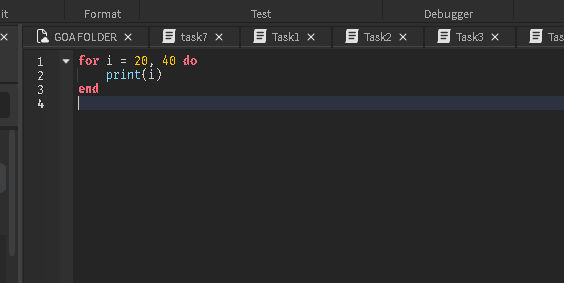 it Format Test Debugger
GOA FOLDER task7 Task1 Task2 Task3 Tas
1 for i = 20, 40 do
2 print(i)
3 end
4